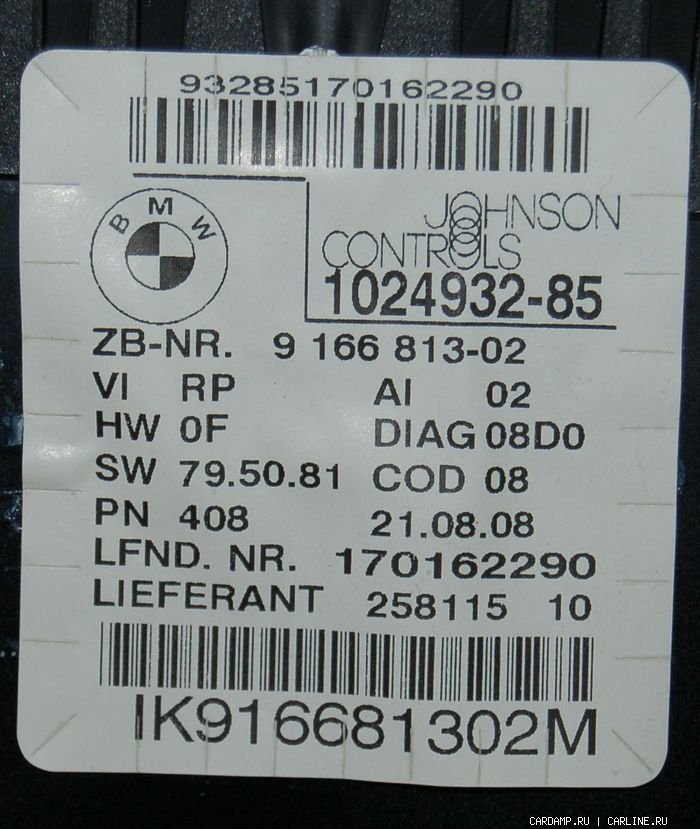 93285170162290
BMW
JOHNSON
CONTROLS
1024932-85
ZB-NR. 9 166 813-02
VI RP AI 02
HW 0F DIAG 08D0
SW 79.50.81 COD 08
PN 408 21.08.08
LFND. NR. 170162290
LIEFERANT 258115 10
IK916681302M
CARDAMP.RU | CARLINE.RU